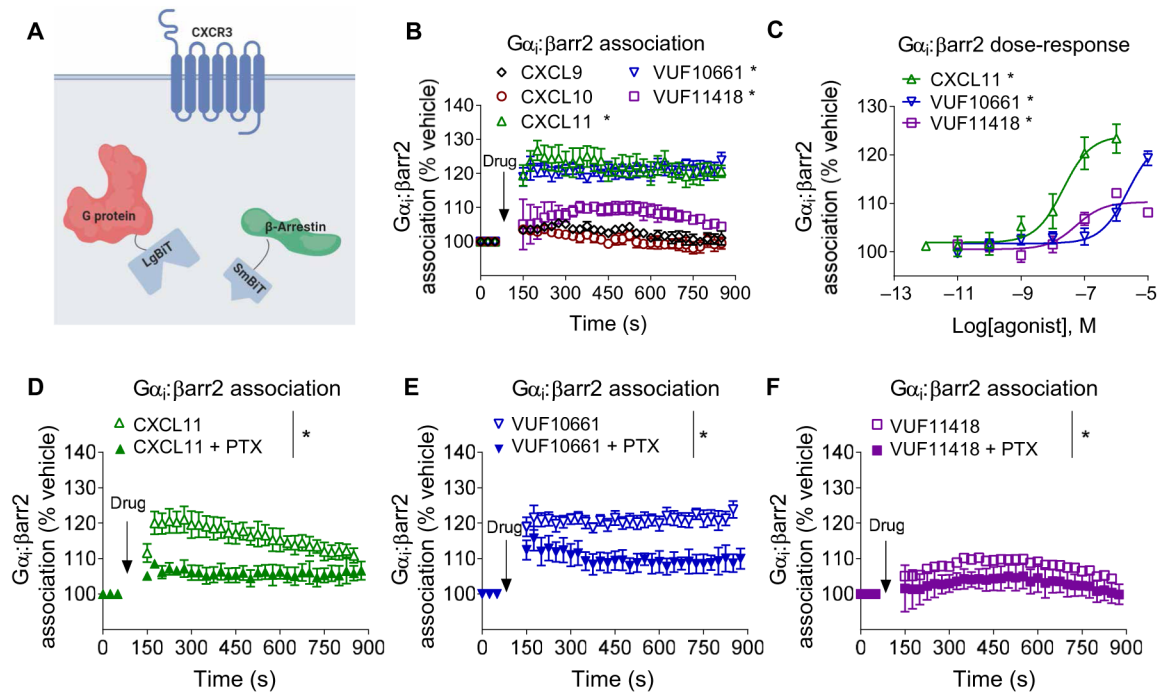 A
CXCR3
G protein
LgBiT
β-Arrestin
SmBiT
B
Gαi:βarr2 association
CXCL9
CXCL10
CXCL11 *
VUF10661 *
VUF11418 *
Gαi:βarr2
association (% vehicle)
140
130
120
110
100
90
Drug
0 150 300 450 600 750 900
Time (s)
C
Gαi:βarr2 dose-response
CXCL11 *
VUF10661 *
VUF11418 *
Gαi:βarr2
association (% vehicle)
130
120
110
100
−13 −11 −9 −7 −5
Log[agonist], M
D
Gαi:βarr2 association
CXCL11
CXCL11 + PTX
*
Gαi:βarr2
association (% vehicle)
140
130
120
110
100
90
Drug
0 150 300 450 600 750 900
Time (s)
E
Gαi:βarr2 association
VUF10661
VUF10661 + PTX
*
Gαi:βarr2
association (% vehicle)
140
130
120
110
100
90
Drug
0 150 300 450 600 750 900
Time (s)
F
Gαi:βarr2 association
VUF11418
VUF11418 + PTX
*
Gαi:βarr2
association (% vehicle)
140
130
120
110
100
90
Drug
0 150 300 450 600 750 900
Time (s)